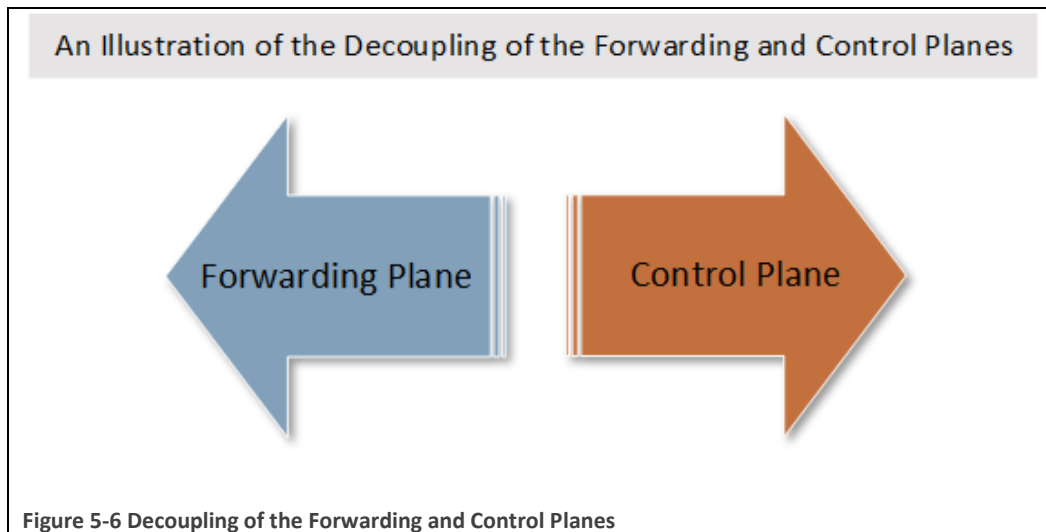 An Illustration of the Decoupling of the Forwarding and Control Planes
Forwarding Plane
Control Plane
Figure 5-6 Decoupling of the Forwarding and Control Planes